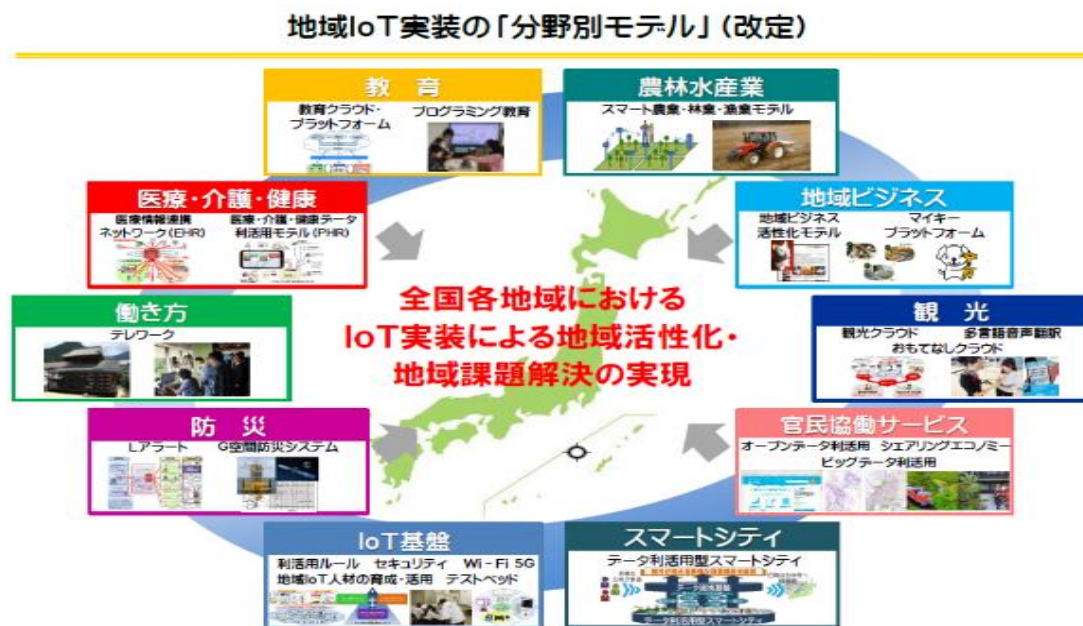 地域IoT実装の「分野別モデル」（改定）
教　育
教育クラウド・
プラットフォーム
プログラミング教育
農林水産業
スマート農業・林業・漁業モデル
医療・介護・健康
医療情報連携
ネットワーク（EHR）
医療・介護・健康データ
利活用モデル（PHR）
地域ビジネス
地域ビジネス
活性化モデル
マイキー
プラットフォーム
働き方
テレワーク
全国各地域における
IoT実装による地域活性化・
地域課題解決の実現
観　光
観光クラウド　多言語音声翻訳
おもてなしクラウド
防　災
Lアラート
G空間防災システム
官民協働サービス
オープンデータ利活用　シェアリングエコノミー
ビッグデータ利活用
IoT基盤
利活用ルール　セキュリティ　Wi-Fi 5G
地域IoT人材の育成・活用　テストベッド
スマートシティ
データ利活用型スマートシティ
データ利活用型スマートシティ